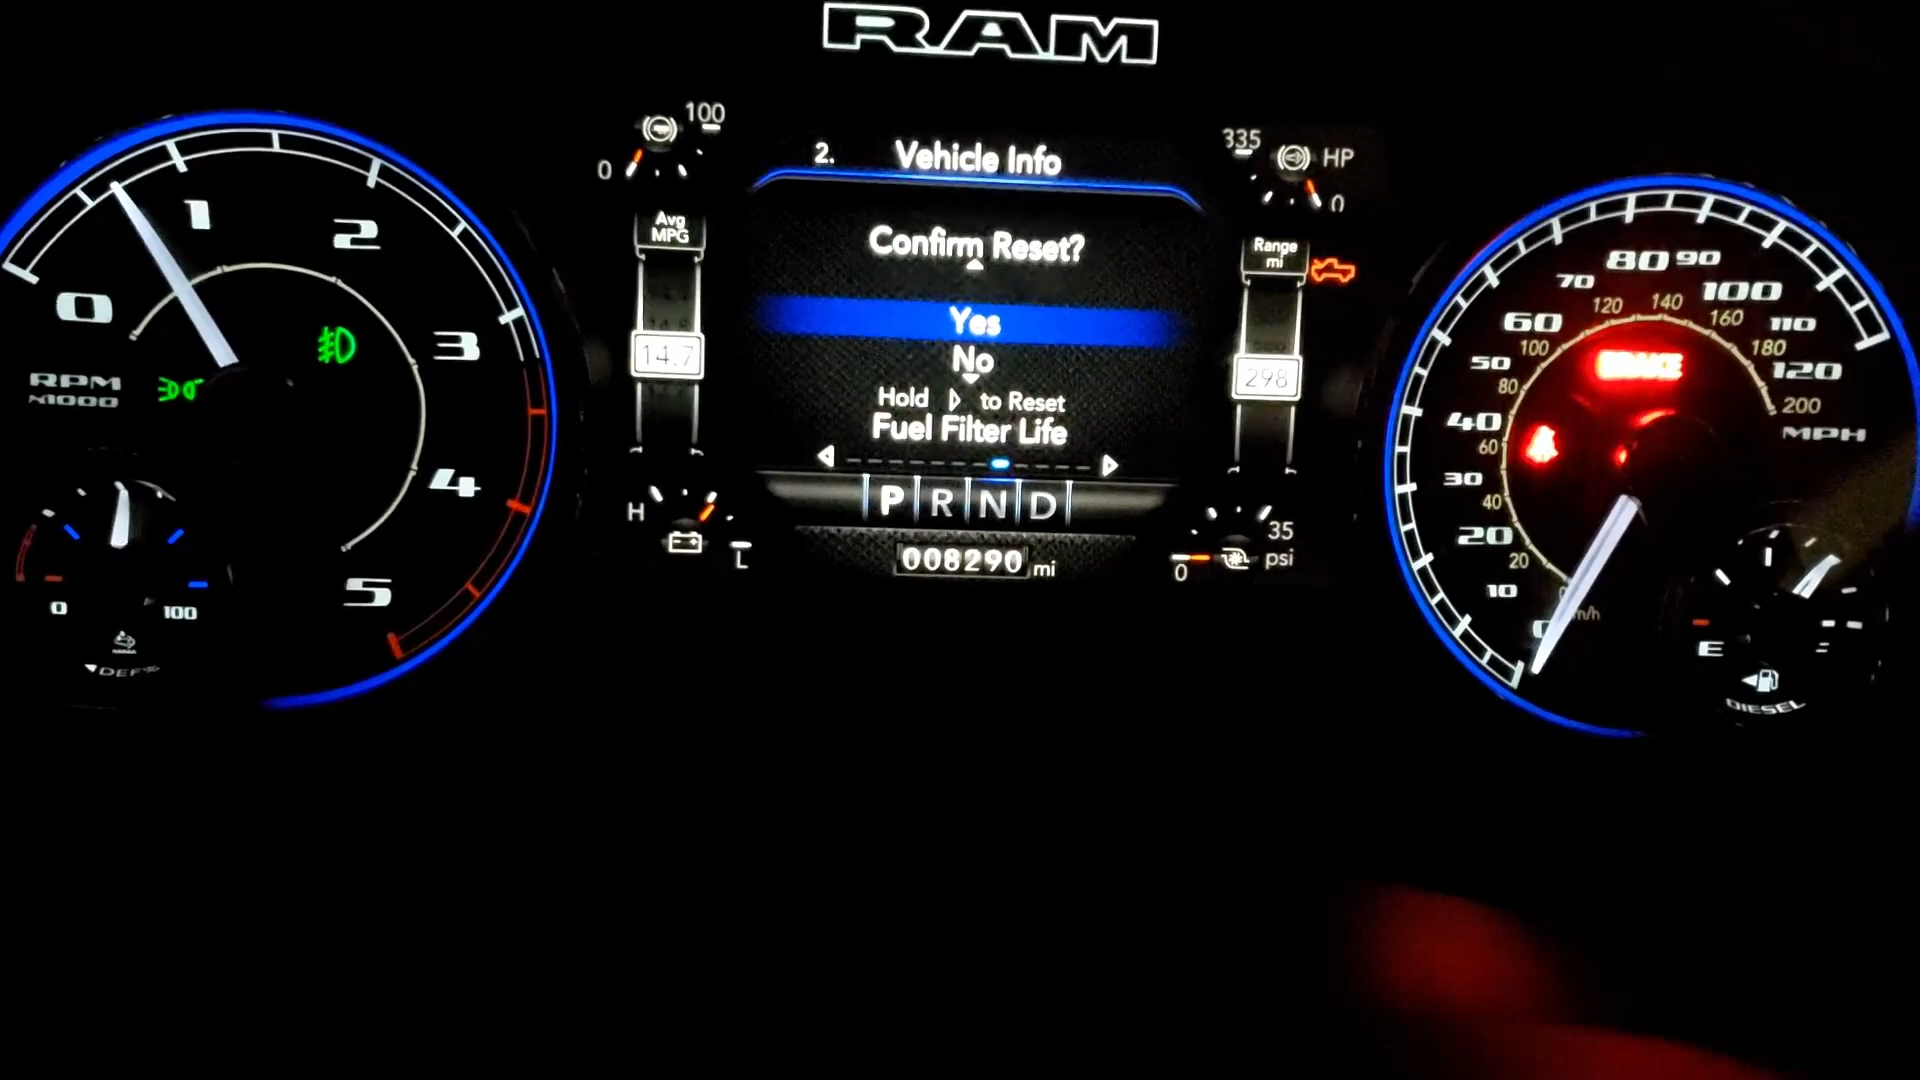 RAM
2. Vehicle Info
Confirm Reset?
Yes
No
Hold ▷ to Reset
Fuel Filter Life
P R N D
008290 mi
0 100
Avg
MPG
14.7
H L
335 HP
0
Range
mi
298
35
psi
0
0 1 2 3 4 5
RPM
x1000
0 100
DEF
0 10 20 30 40 50 60 70 80 90 100 110 120
MPH
20 40 60 80 100 120 140 160 180 200
BRAKE
E
DIESEL